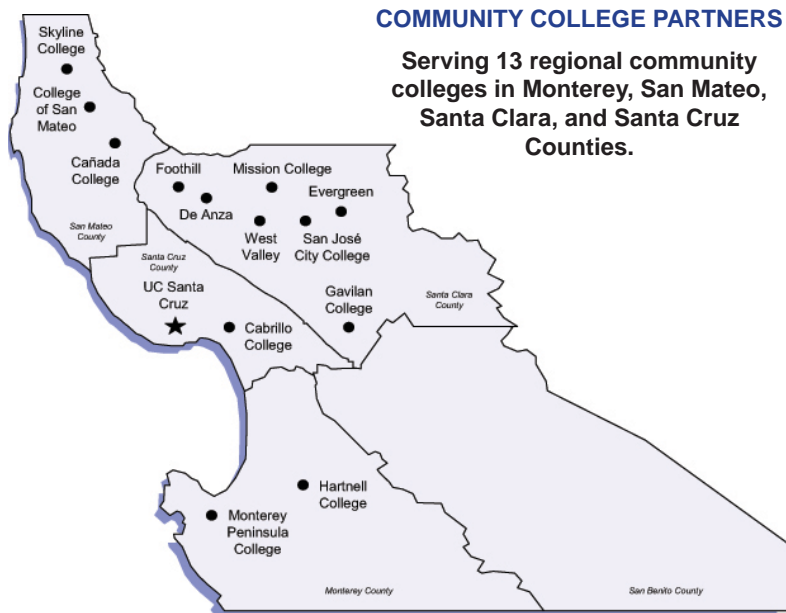 COMMUNITY COLLEGE PARTNERS
Serving 13 regional community
colleges in Monterey, San Mateo,
Santa Clara, and Santa Cruz
Counties.
Skyline
College
College
of San
Mateo
Cañada
College
San Mateo
County
Foothill
De Anza
Mission College
Evergreen
West
Valley
San José
City College
Santa Cruz
County
UC Santa
Cruz
Cabrillo
College
Gavilan
College
Santa Clara
County
Hartnell
College
Monterey
Peninsula
College
Monterey County
San Benito County